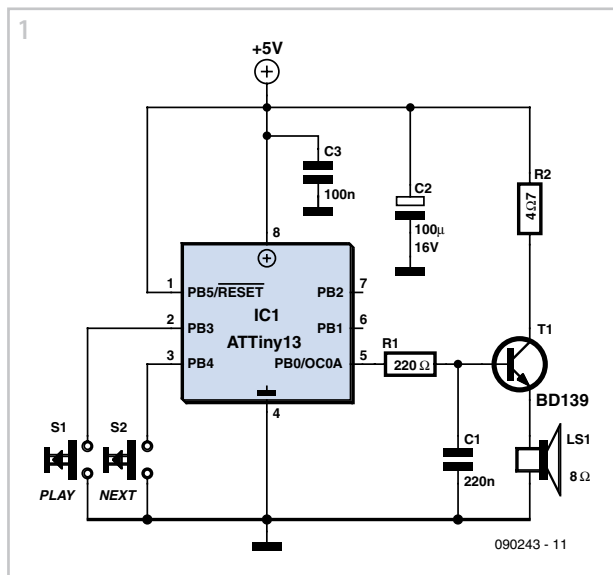 1
+5V
C3
100n
C2
100µ
16V
R2
4Ω7
8
1
PB5/RESET
PB2
7
2
PB3
IC1
PB1
6
ATTiny13
3
PB4
PB0/OC0A
5
R1
220 Ω
T1
BD139
4
S1
S2
C1
220n
LS1
8Ω
PLAY
NEXT
090243 - 11